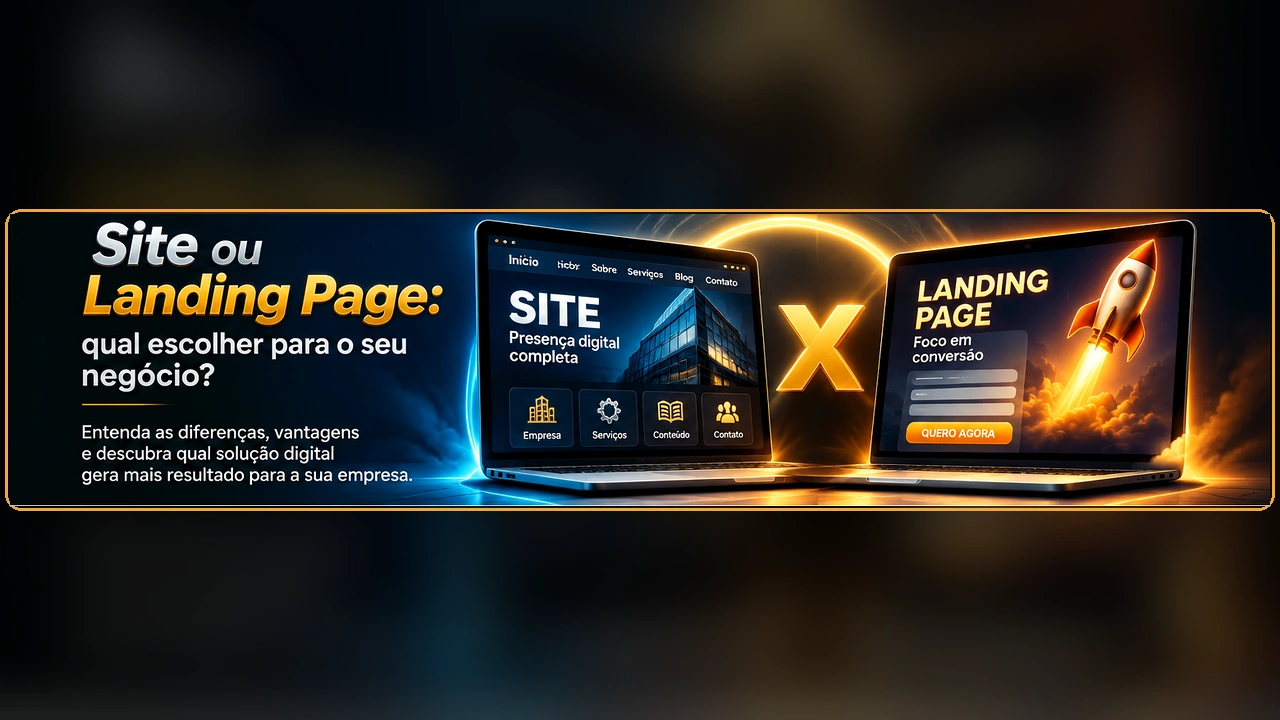 Site ou
Landing Page:
qual escolher para o seu
negócio?
Entenda as diferenças, vantagens
e descubra qual solução digital
gera mais resultado para a sua empresa.
Início Sobre Serviços Blog Contato
SITE
Presença digital
completa
Empresa Serviços Conteúdo Contato
X
LANDING
PAGE
Foco em
conversão
QUERO AGORA